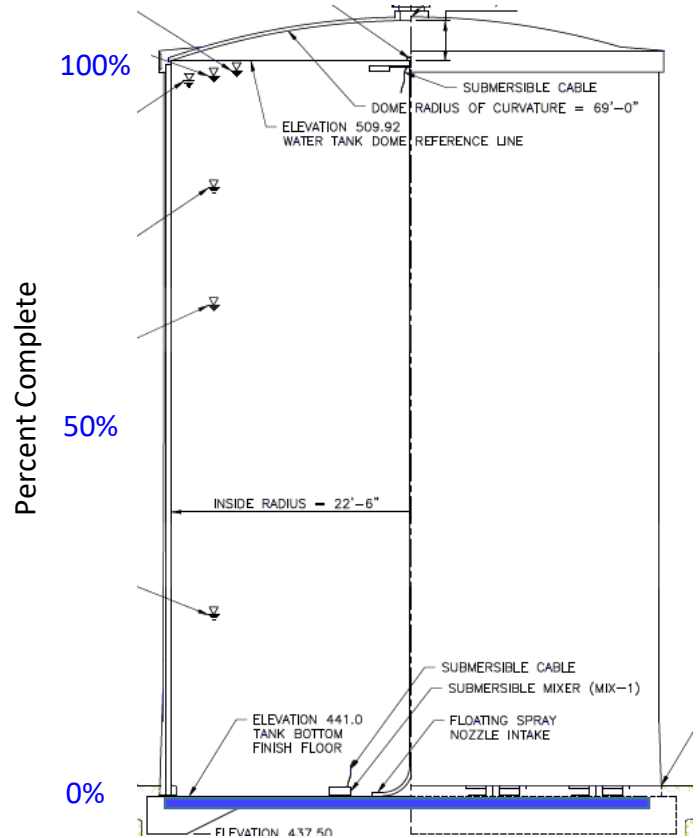 100%
SUBMERSIBLE CABLE
DOME RADIUS OF CURVATURE = 69'-0"
ELEVATION 509.92
WATER TANK DOME REFERENCE LINE
Percent Complete
50%
INSIDE RADIUS - 22'-6"
SUBMERSIBLE CABLE
SUBMERSIBLE MIXER (MIX-1)
ELEVATION 441.0
TANK BOTTOM
FINISH FLOOR
FLOATING SPRAY
NOZZLE INTAKE
0%
ELEVATION 437.50